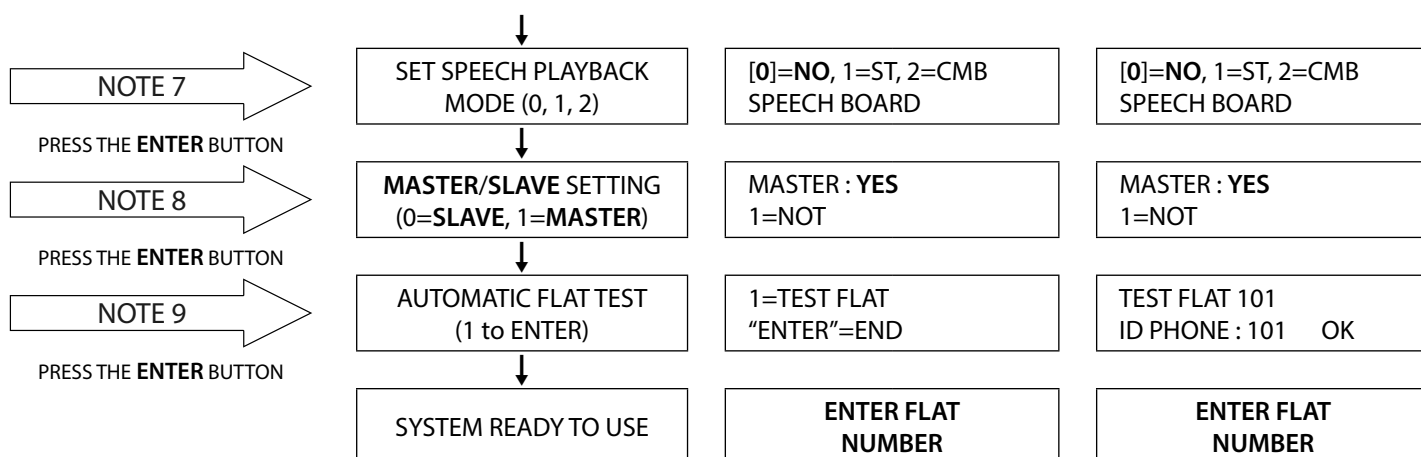 NOTE 7
SET SPEECH PLAYBACK
MODE (0, 1, 2)
[0]=NO, 1=ST, 2=CMB
SPEECH BOARD
[0]=NO, 1=ST, 2=CMB
SPEECH BOARD
PRESS THE ENTER BUTTON
NOTE 8
MASTER/SLAVE SETTING
(0=SLAVE, 1=MASTER)
MASTER : YES
1=NOT
MASTER : YES
1=NOT
PRESS THE ENTER BUTTON
NOTE 9
AUTOMATIC FLAT TEST
(1 to ENTER)
1=TEST FLAT
“ENTER”=END
TEST FLAT 101
ID PHONE : 101 OK
PRESS THE ENTER BUTTON
SYSTEM READY TO USE
ENTER FLAT
NUMBER
ENTER FLAT
NUMBER